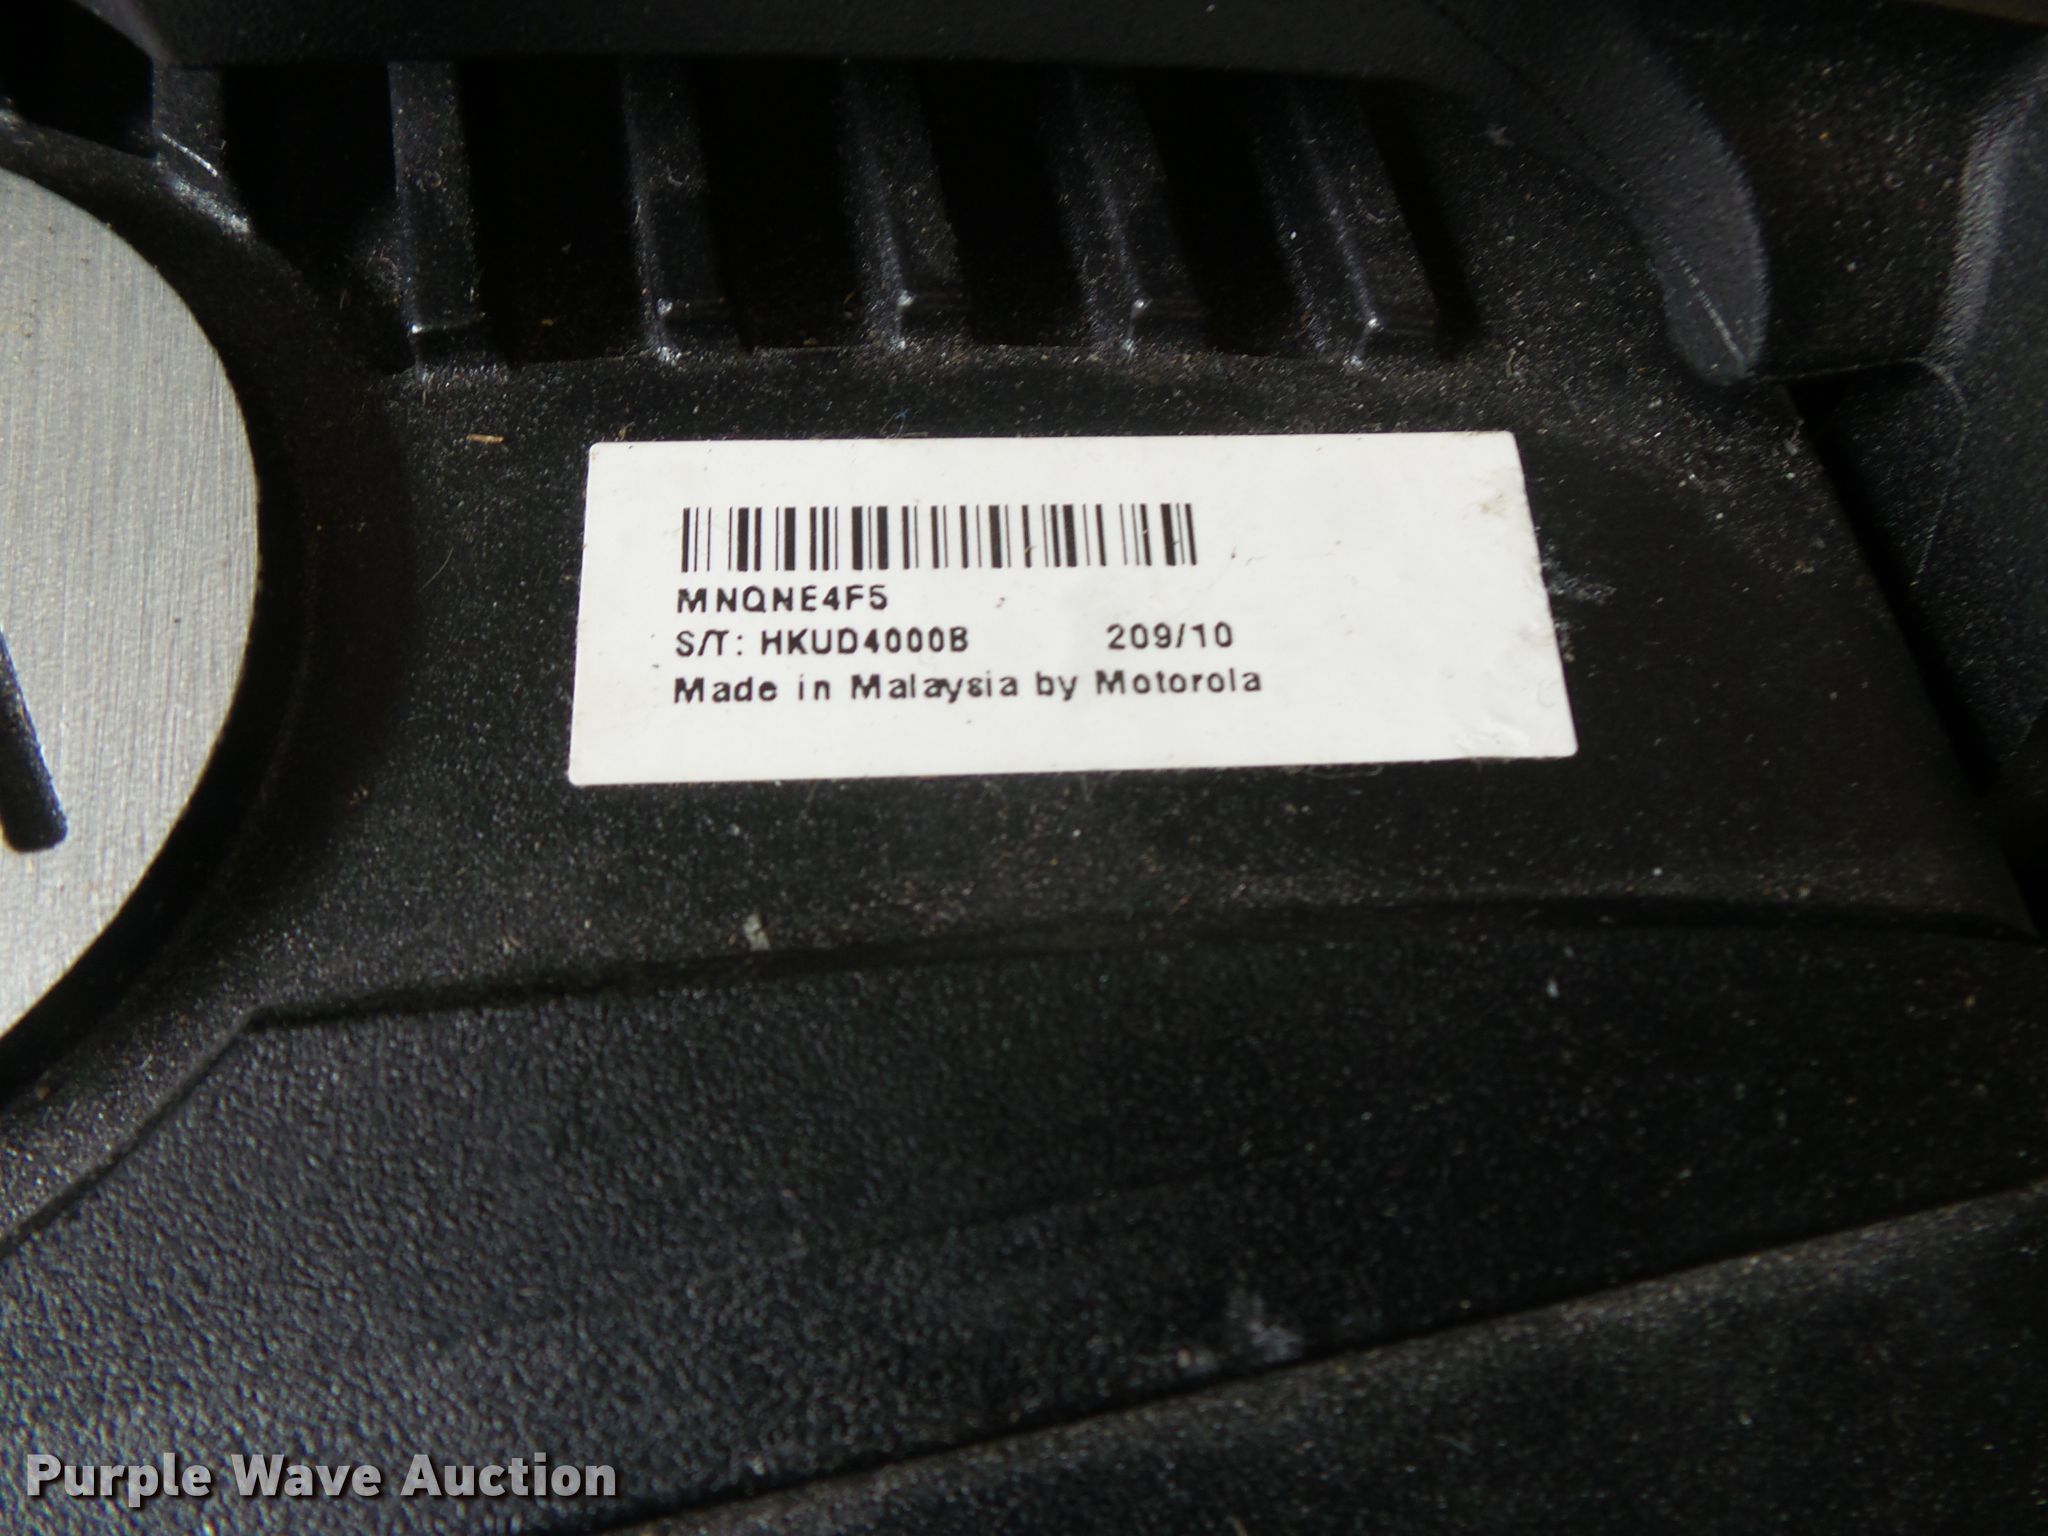 MNQNE4F5
S/T: HKUD4000B 209/10
Made in Malaysia by Motorola
Purple Wave Auction